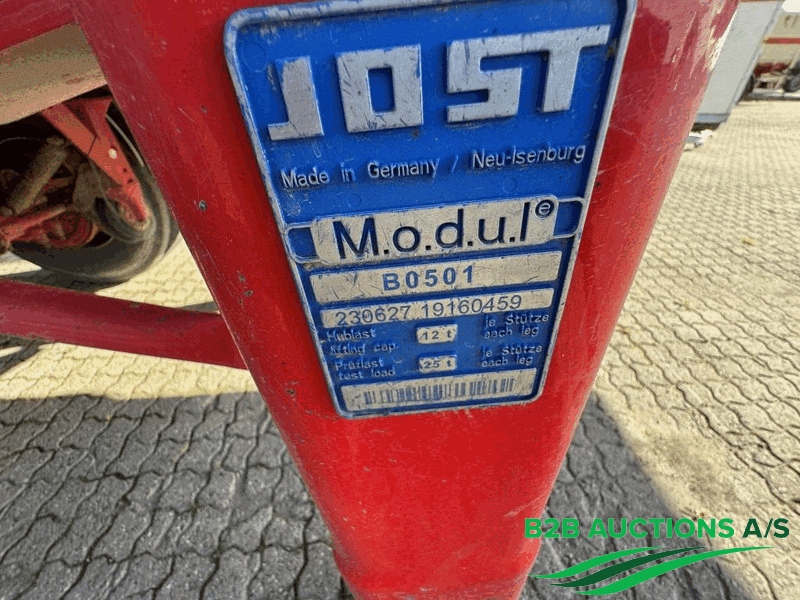 JOST
Made in Germany / Neu-Isenburg
M.o.d.u.l e
B0501
230627 19160459
Hublast 12 t je Stütze
lifting cap. each leg
Prüflast 25 t je Stütze
test load each leg
B2B AUCTIONS A/S